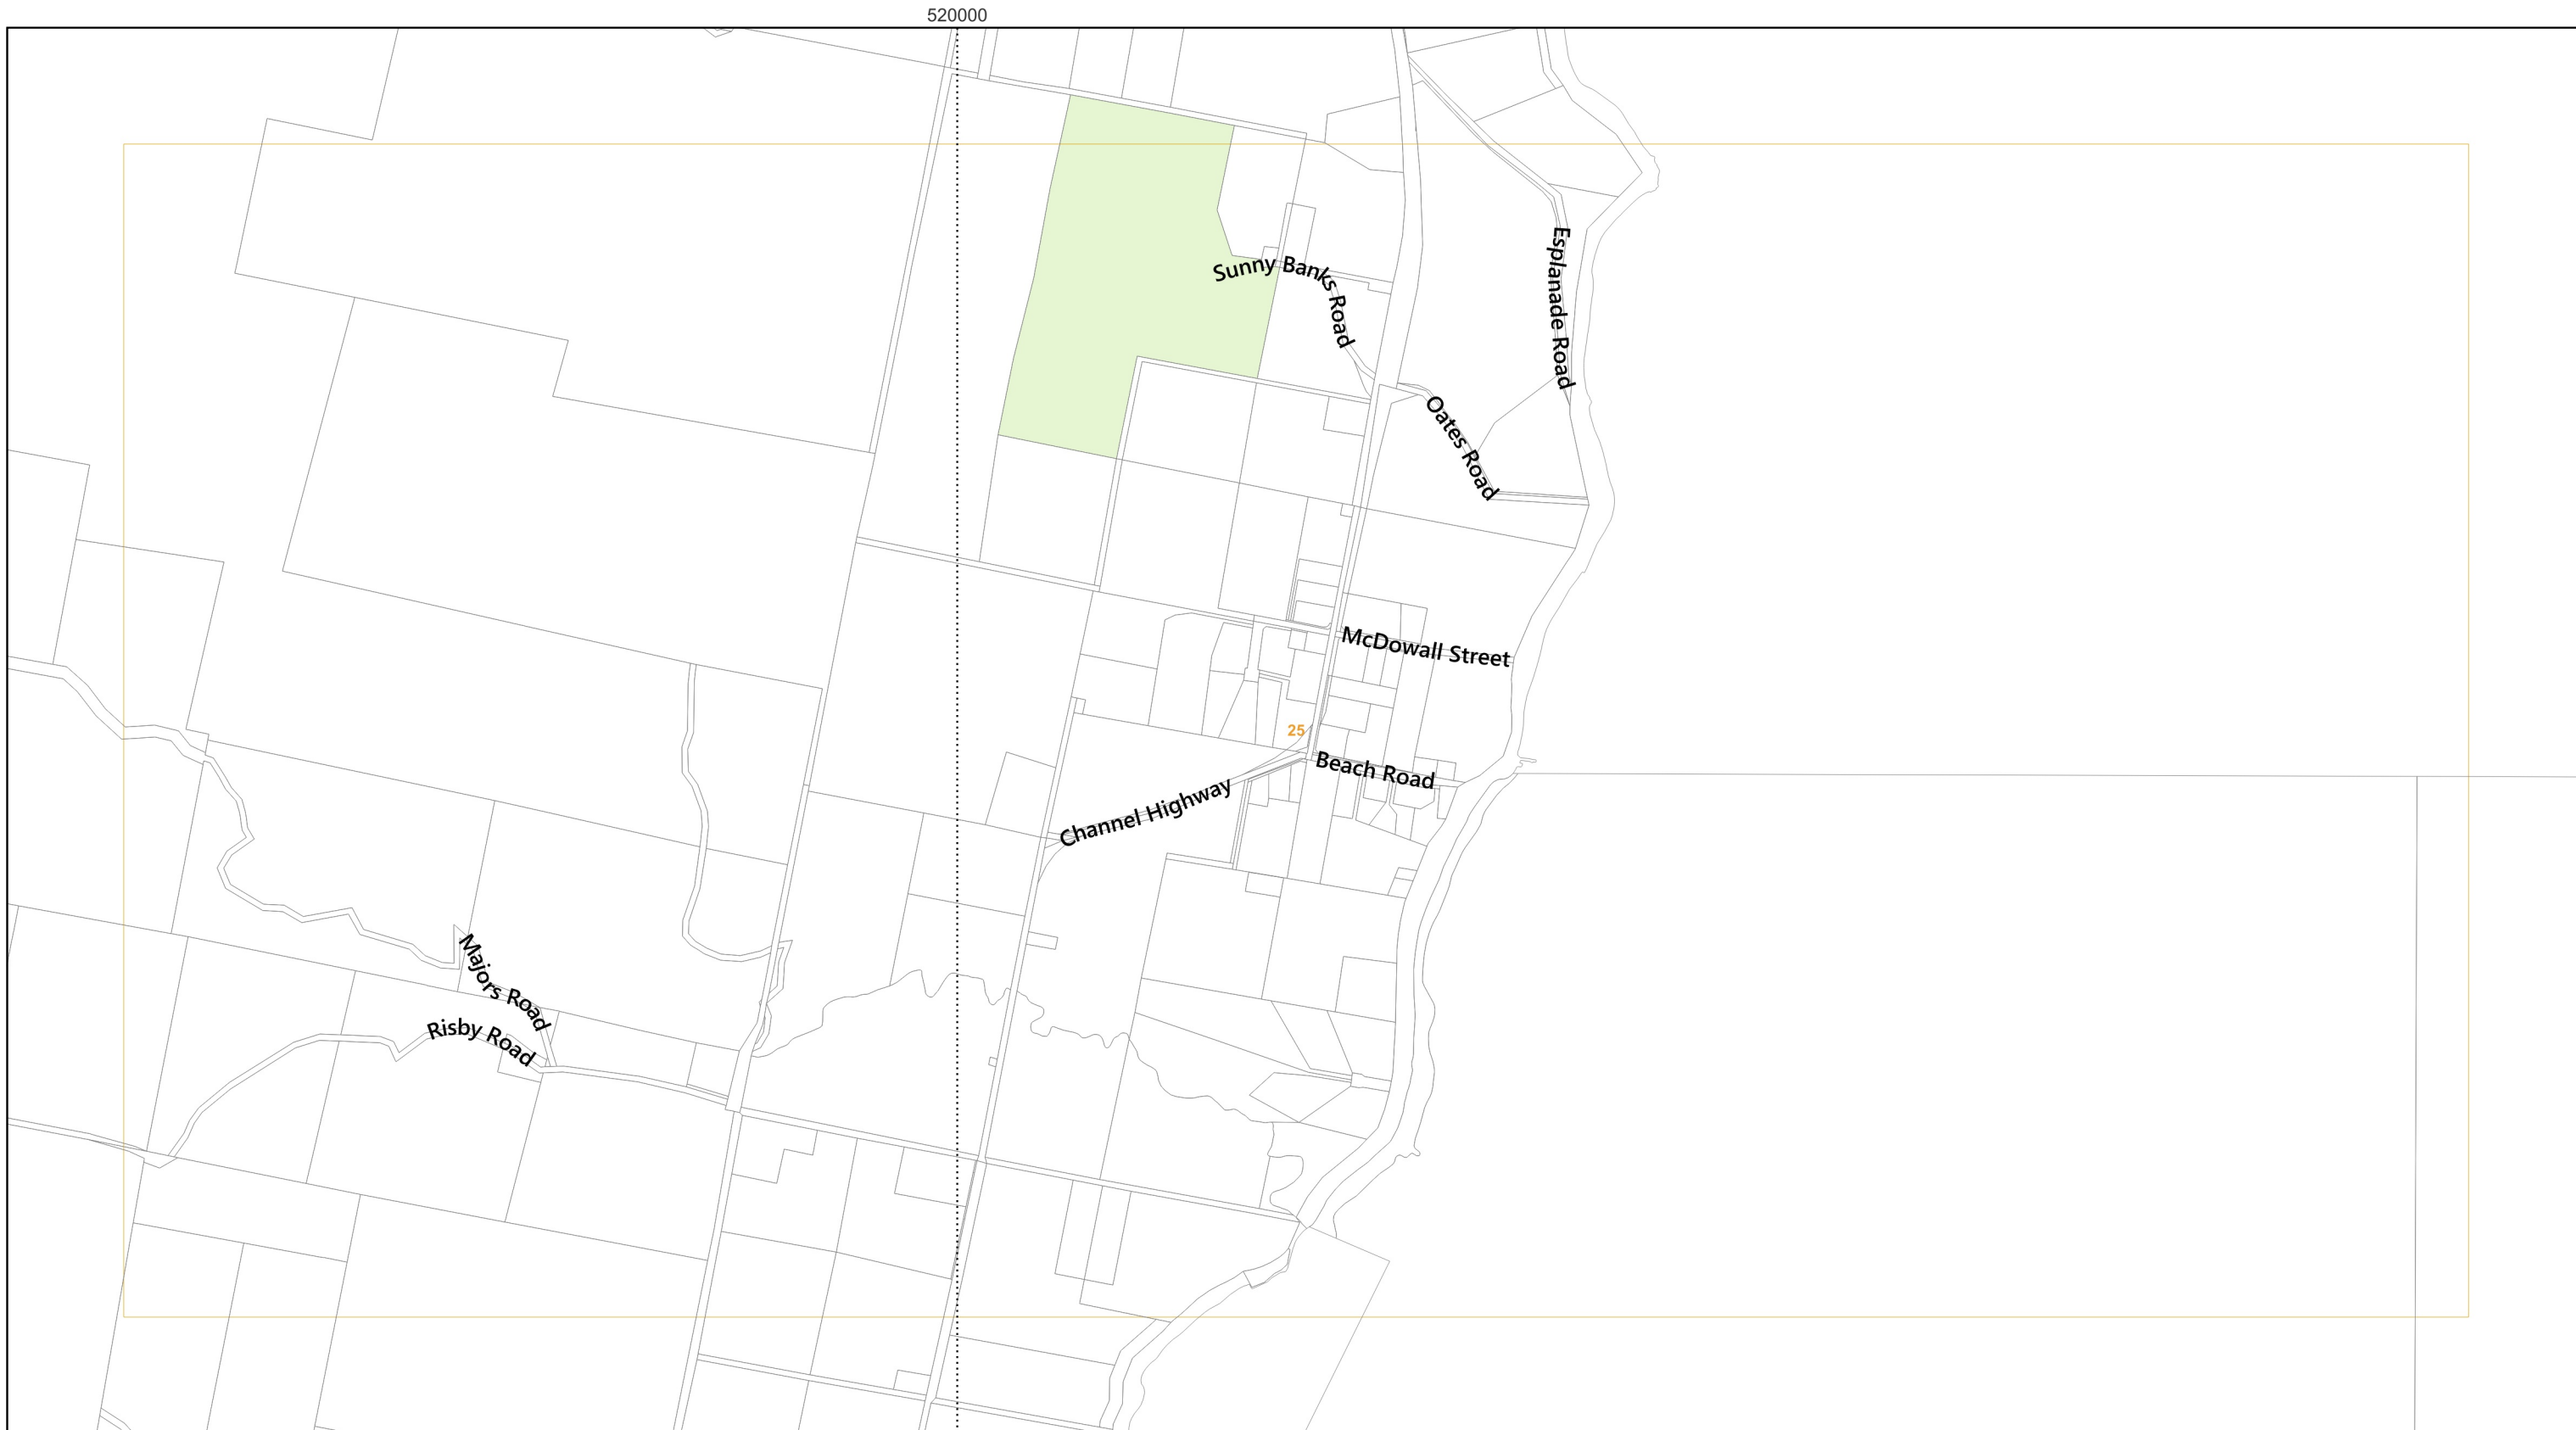 520000
Sunny Banks Road
Esplanade Road
Oates Road
McDowall Street
25
Beach Road
Channel Highway
Majors Road
Risby Road